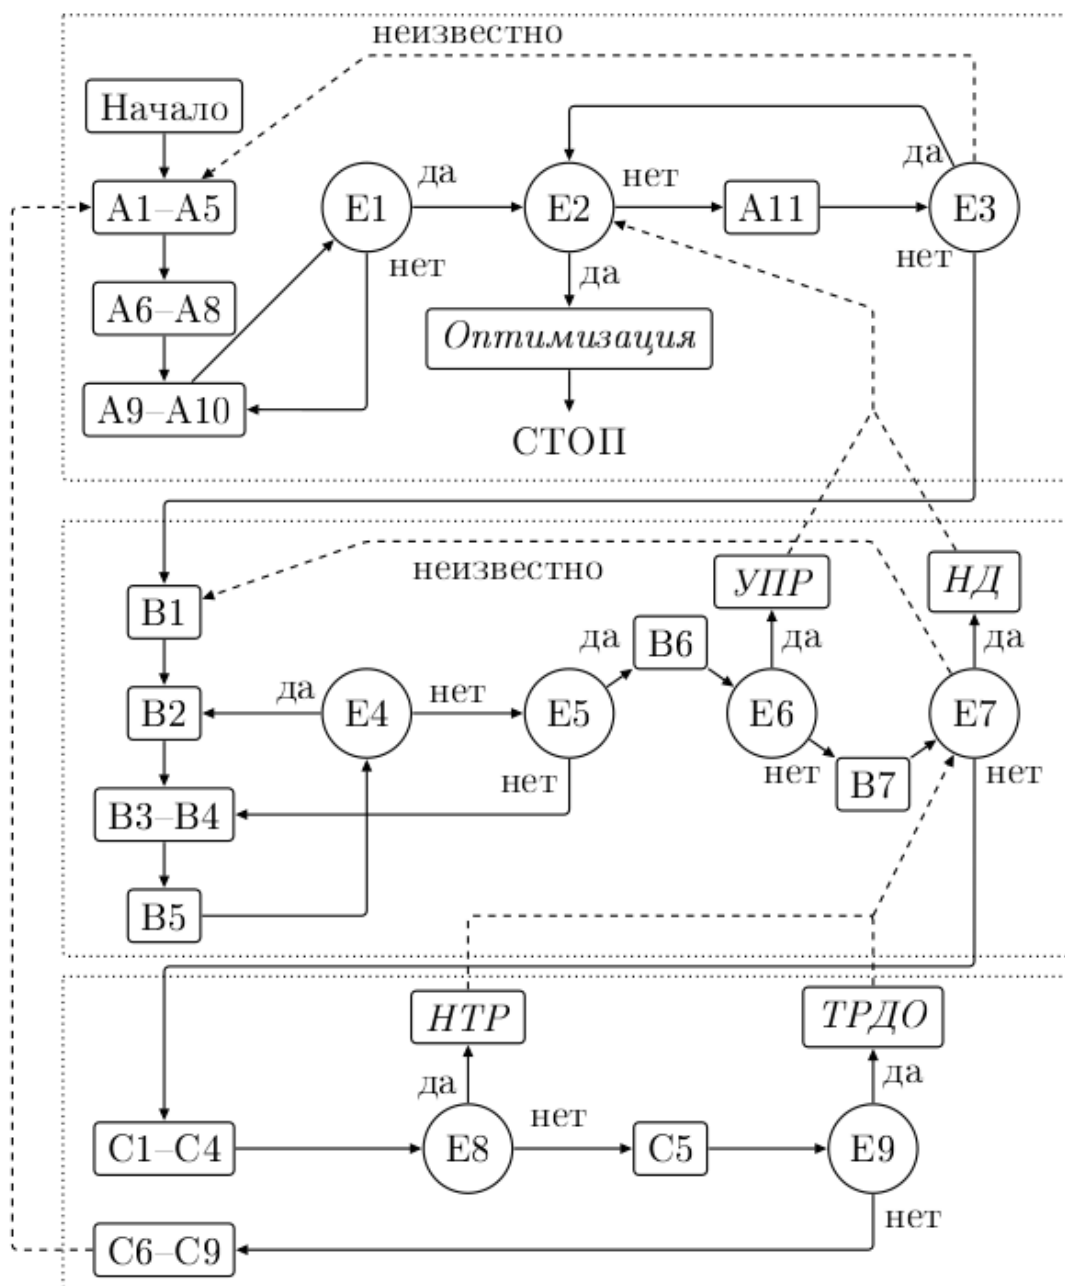 неизвестно
Начало
да
нет
да
A1–A5
E1
E2
A11
E3
нет
да
нет
A6–A8
Оптимизация
A9–A10
СТОП
неизвестно
УПР
НД
B1
да
B6
да
да
да
нет
B2
E4
E5
E6
E7
нет
нет
нет
B7
B3–B4
B5
НТР
ТРДО
да
да
нет
C1–C4
E8
C5
E9
нет
C6–C9